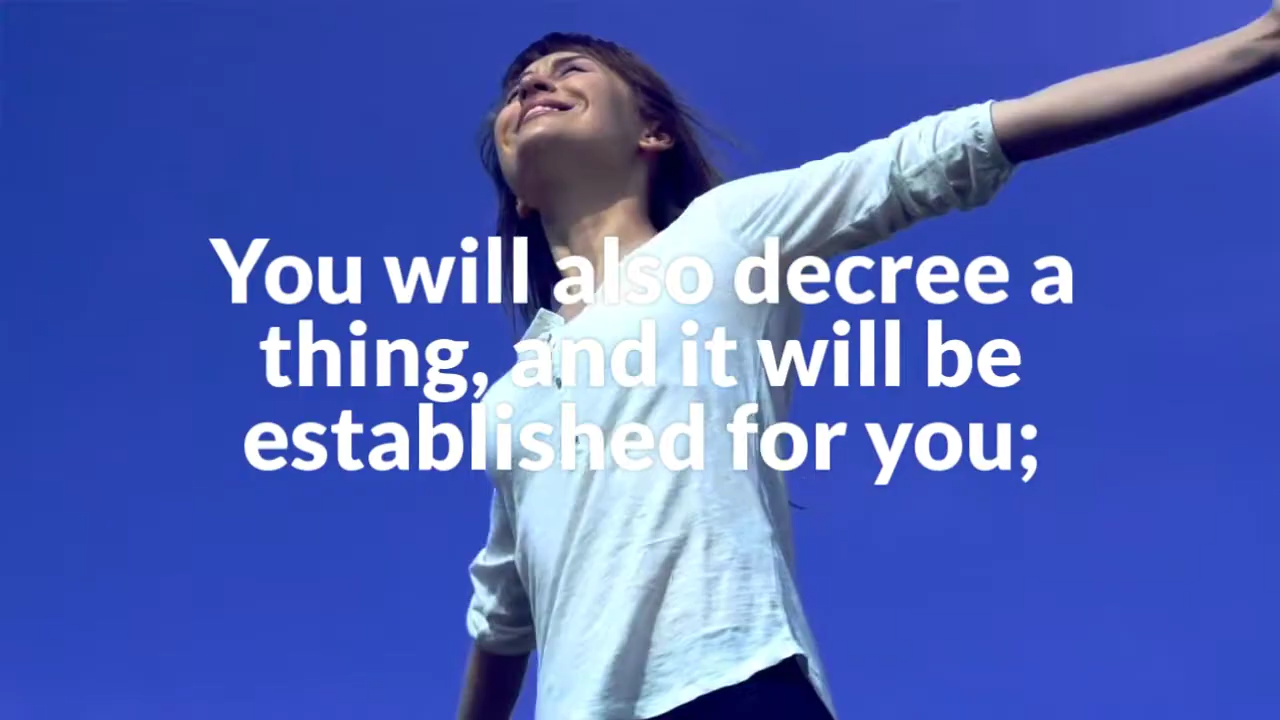 You will also decree a
thing, and it will be
established for you;